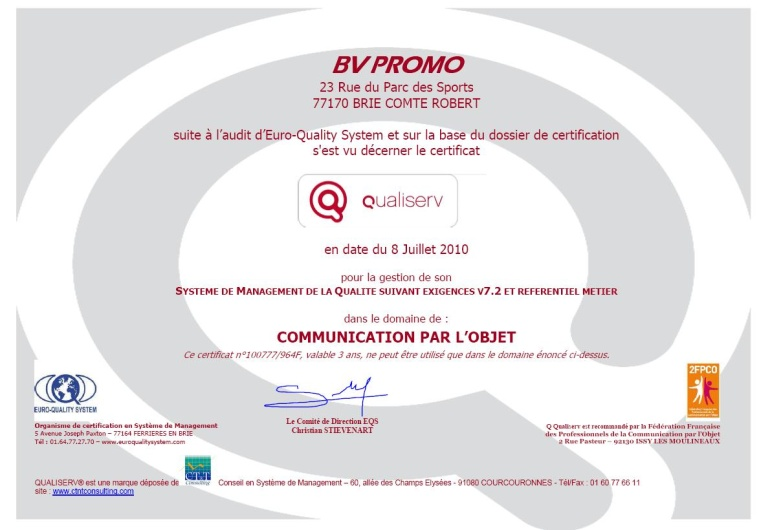 BV PROMO
23 Rue du Parc des Sports
77170 BRIE COMTE ROBERT
suite à l'audit d'Euro-Quality System et sur la base du dossier de certification
s'est vu décerner le certificat
Qualiserv
en date du 8 Juillet 2010
pour la gestion de son
SYSTEME DE MANAGEMENT DE LA QUALITE SUIVANT EXIGENCES V7.2 ET REFERENTIEL METIER
dans le domaine de :
COMMUNICATION PAR L'OBJET
Ce certificat n°100777/964F, valable 3 ans, ne peut être utilisé que dans le domaine énoncé ci-dessus.
EURO-QUALITY SYSTEM
2FPCO
Organisme de certification en Système de Management
5 Avenue Joseph Paxton – 77164 FERRIERES EN BRIE
Tél : 01.64.77.27.70 – www.euroqualitysystem.com
Le Comité de Direction EQS
Christian STIEVENART
Q Qualiserv est recommandé par la Fédération Française
des Professionnels de la Communication par l'Objet
2 Rue Pasteur – 92130 ISSY LES MOULINEAUX
QUALISERV® est une marque déposée de CTNT Consulting Conseil en Système de Management – 60, allée des Champs Elysées - 91080 COURCOURONNES - Tél/Fax : 01 60 77 66 11
site : www.ctntconsulting.com